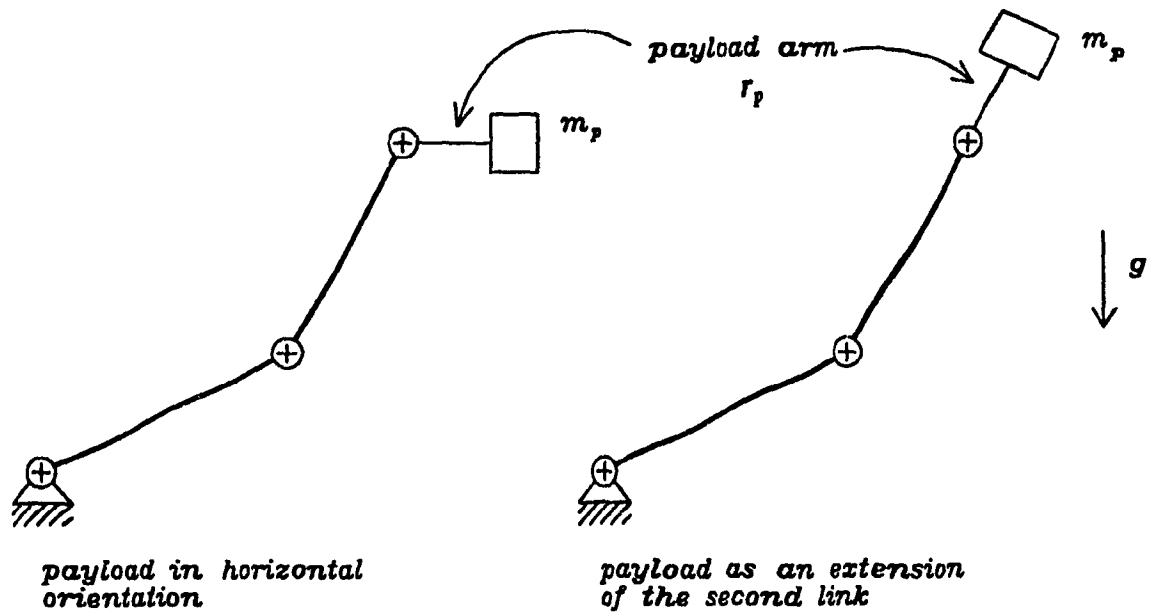 payload arm
r_p
m_p
m_p
g
payload in horizontal
orientation
payload as an extension
of the second link